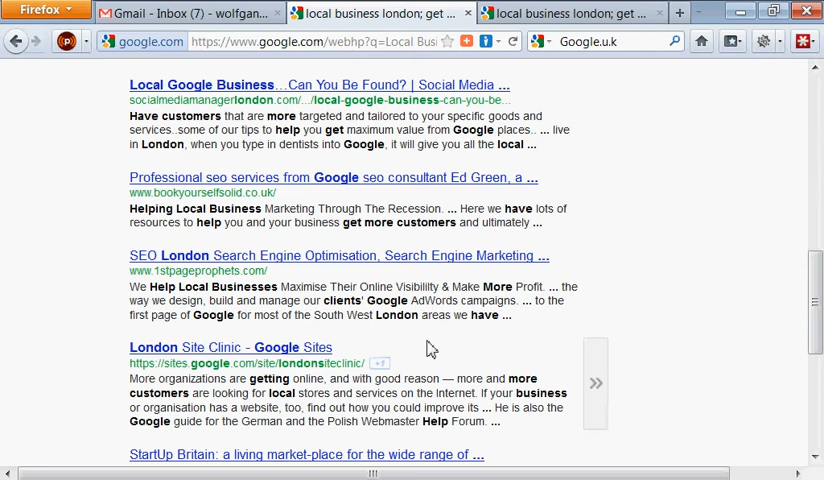 Firefox
Gmail - Inbox (7) - wolfgan...
local business london; get ...
local business london; get ...
google.com
https://www.google.com/webhp?q=Local Busi
Google.u.k
Local Google Business...Can You Be Found? | Social Media ...
socialmediamanagerlondon.com/.../local-google-business-can-you-be...
Have customers that are more targeted and tailored to your specific goods and
services..some of our tips to help you get maximum value from Google places.. ... live
in London, when you type in dentists into Google, it will give you all the local ...
Professional seo services from Google seo consultant Ed Green, a ...
www.bookyourselfsolid.co.uk/
Helping Local Business Marketing Through The Recession. ... Here we have lots of
resources to help you and your business get more customers and ultimately ...
SEO London Search Engine Optimisation, Search Engine Marketing ...
www.1stpageprophets.com/
We Help Local Businesses Maximise Their Online Visibililty & Make More Profit. ... the
way we design, build and manage our clients' Google AdWords campaigns. ... to the
first page of Google for most of the South West London areas we have ...
London Site Clinic - Google Sites
https://sites.google.com/site/londonsiteclinic/ +1
More organizations are getting online, and with good reason — more and more
customers are looking for local stores and services on the Internet. If your business
or organisation has a website, too, find out how you could improve its ... He is also the
Google guide for the German and the Polish Webmaster Help Forum. ...
StartUp Britain: a living market-place for the wide range of ...